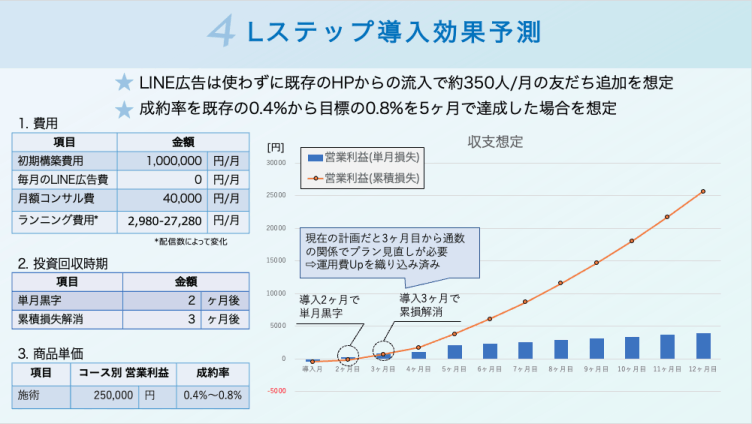 4 Lステップ導入効果予測
★ LINE広告は使わずに既存のHPからの流入で約350人/月の友だち追加を想定
★ 成約率を既存の0.4%から目標の0.8%を5ヶ月で達成した場合を想定
1. 費用
項目 金額
初期構築費用 1,000,000 円/月
毎月のLINE広告費 0 円/月
月額コンサル費 40,000 円/月
ランニング費用* 2,980-27,280 円/月
*配信数によって変化
2. 投資回収時期
項目 金額
単月黒字 2 ヶ月後
累積損失解消 3 ヶ月後
3. 商品単価
項目 コース別 営業利益 成約率
施術 250,000 円 0.4%〜0.8%
収支想定
[円]
営業利益(単月損失)
営業利益(累積損失)
30000
25000
20000
15000
10000
5000
0
-5000
現在の計画だと3ヶ月目から通数
の関係でプラン見直しが必要
⇨運用費Upを織り込み済み
導入2ヶ月で
単月黒字
導入3ヶ月で
累損解消
導入月 2ヶ月目 3ヶ月目 4ヶ月目 5ヶ月目 6ヶ月目 7ヶ月目 8ヶ月目 9ヶ月目 10ヶ月目 11ヶ月目 12ヶ月目